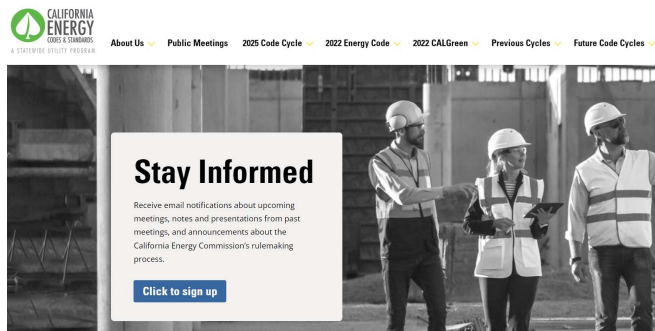 CALIFORNIA
ENERGY
CODES & STANDARDS
A STATEWIDE UTILITY PROGRAM
About Us
Public Meetings
2025 Code Cycle
2022 Energy Code
2022 CALGreen
Previous Cycles
Future Code Cycles
Stay Informed
Receive email notifications about upcoming
meetings, notes and presentations from past
meetings, and announcements about the
California Energy Commission's rulemaking
process.
Click to sign up